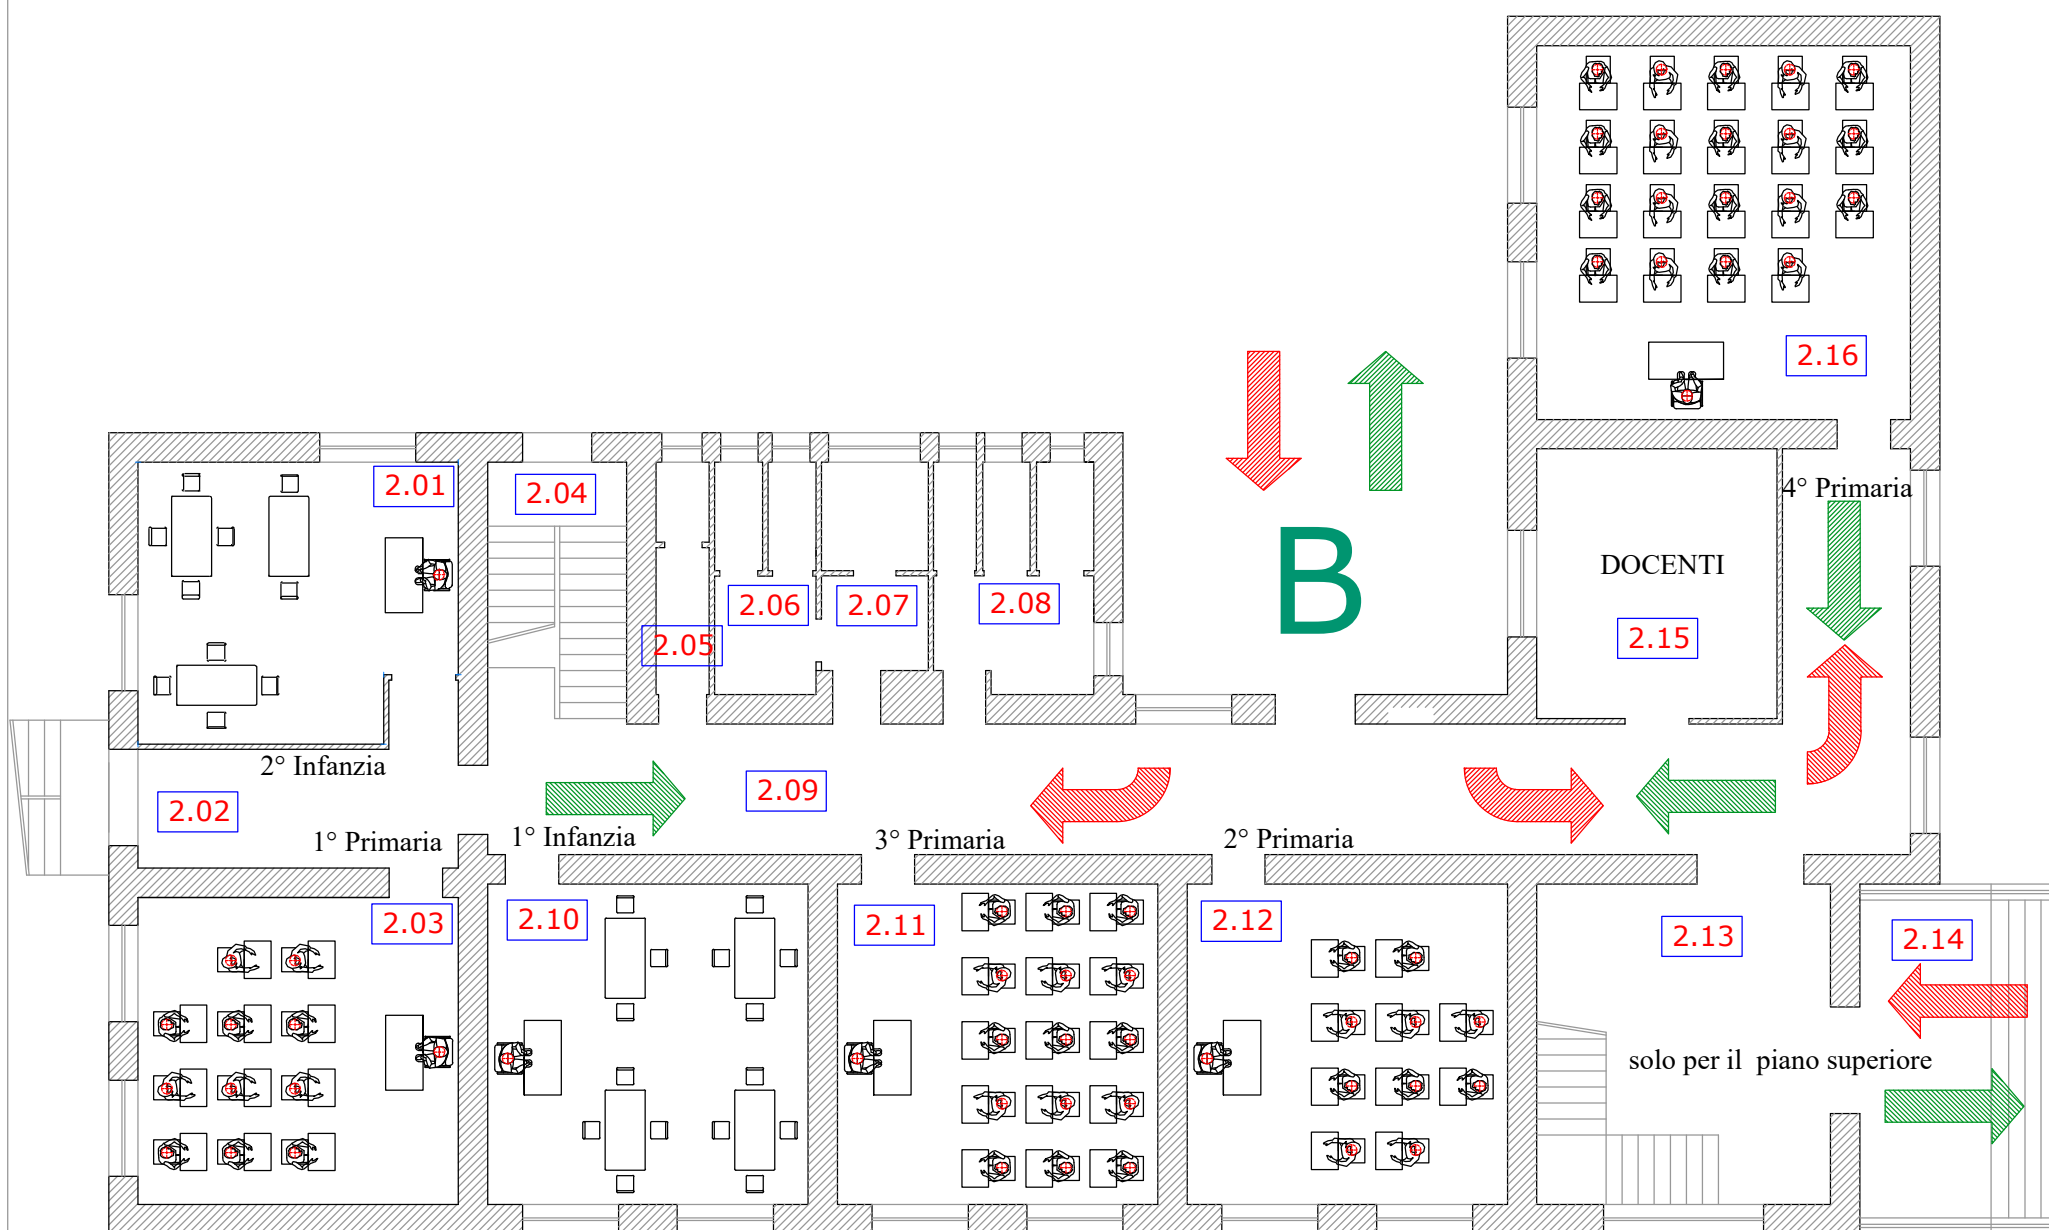 2.16
2.01
2.04
4° Primaria
B
DOCENTI
2.06
2.07
2.08
2.05
2.15
2° Infanzia
2.09
2.02
1° Primaria
1° Infanzia
3° Primaria
2° Primaria
2.03
2.10
2.11
2.12
2.13
2.14
solo per il piano superiore